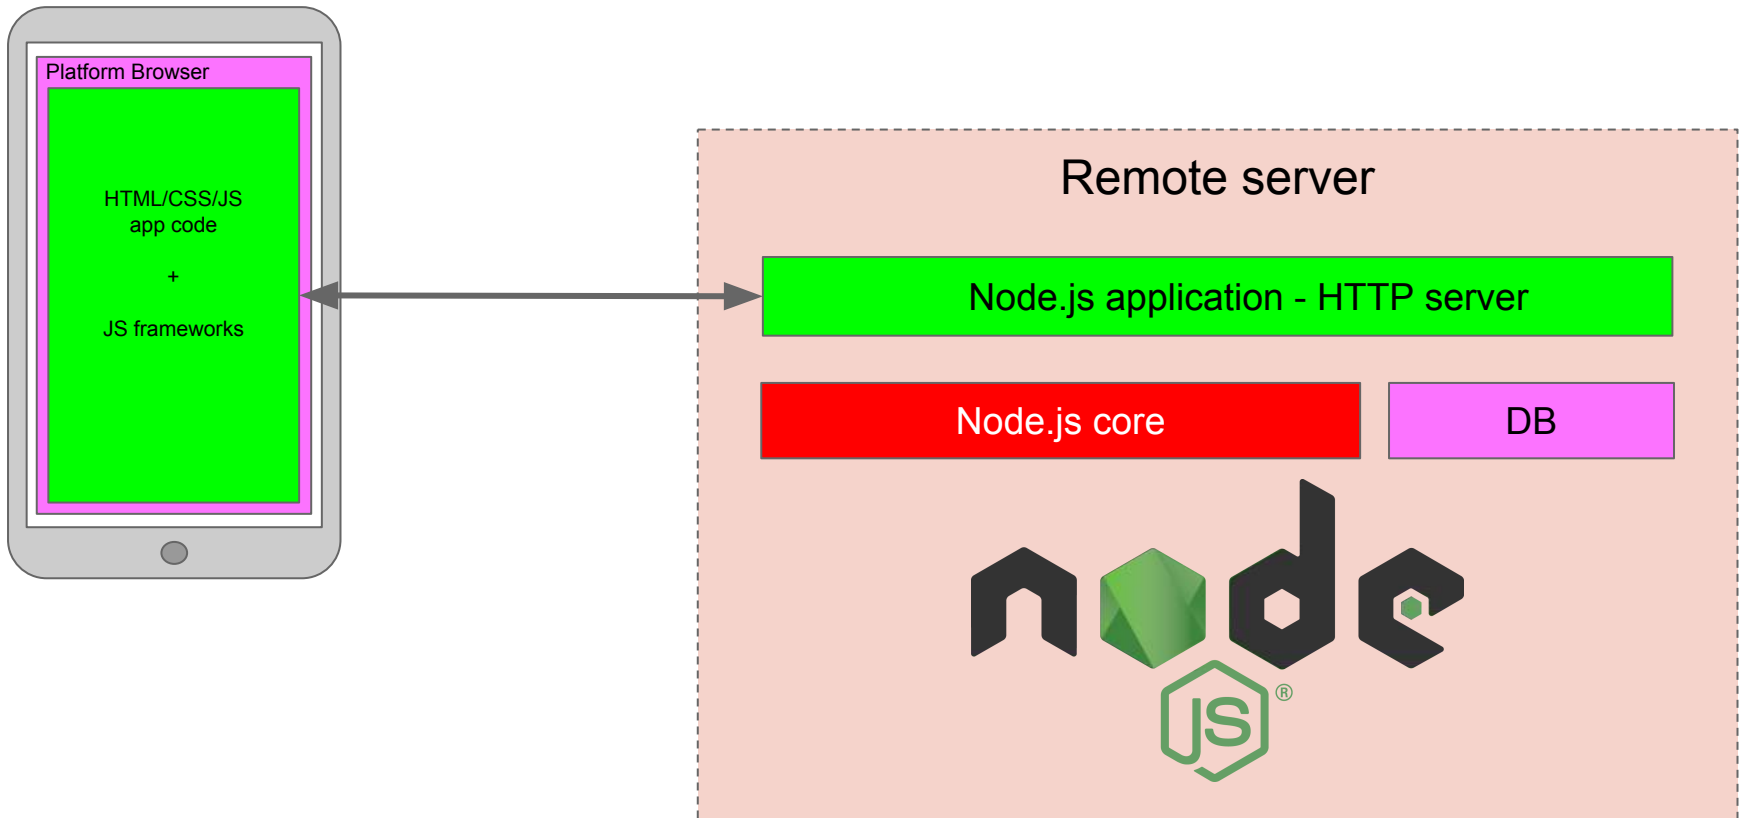 Platform Browser
HTML/CSS/JS
app code
+
JS frameworks
Remote server
Node.js application - HTTP server
Node.js core
DB
node
JS®